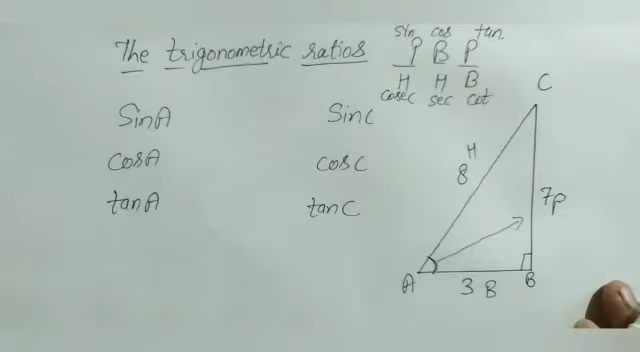 sin cos tan.
The trigonometric ratios P B P
H H B
cosec sec cot
C
SinA Sinc
H
cosA cosc
8
tanA tanC 7P
A 3 B B